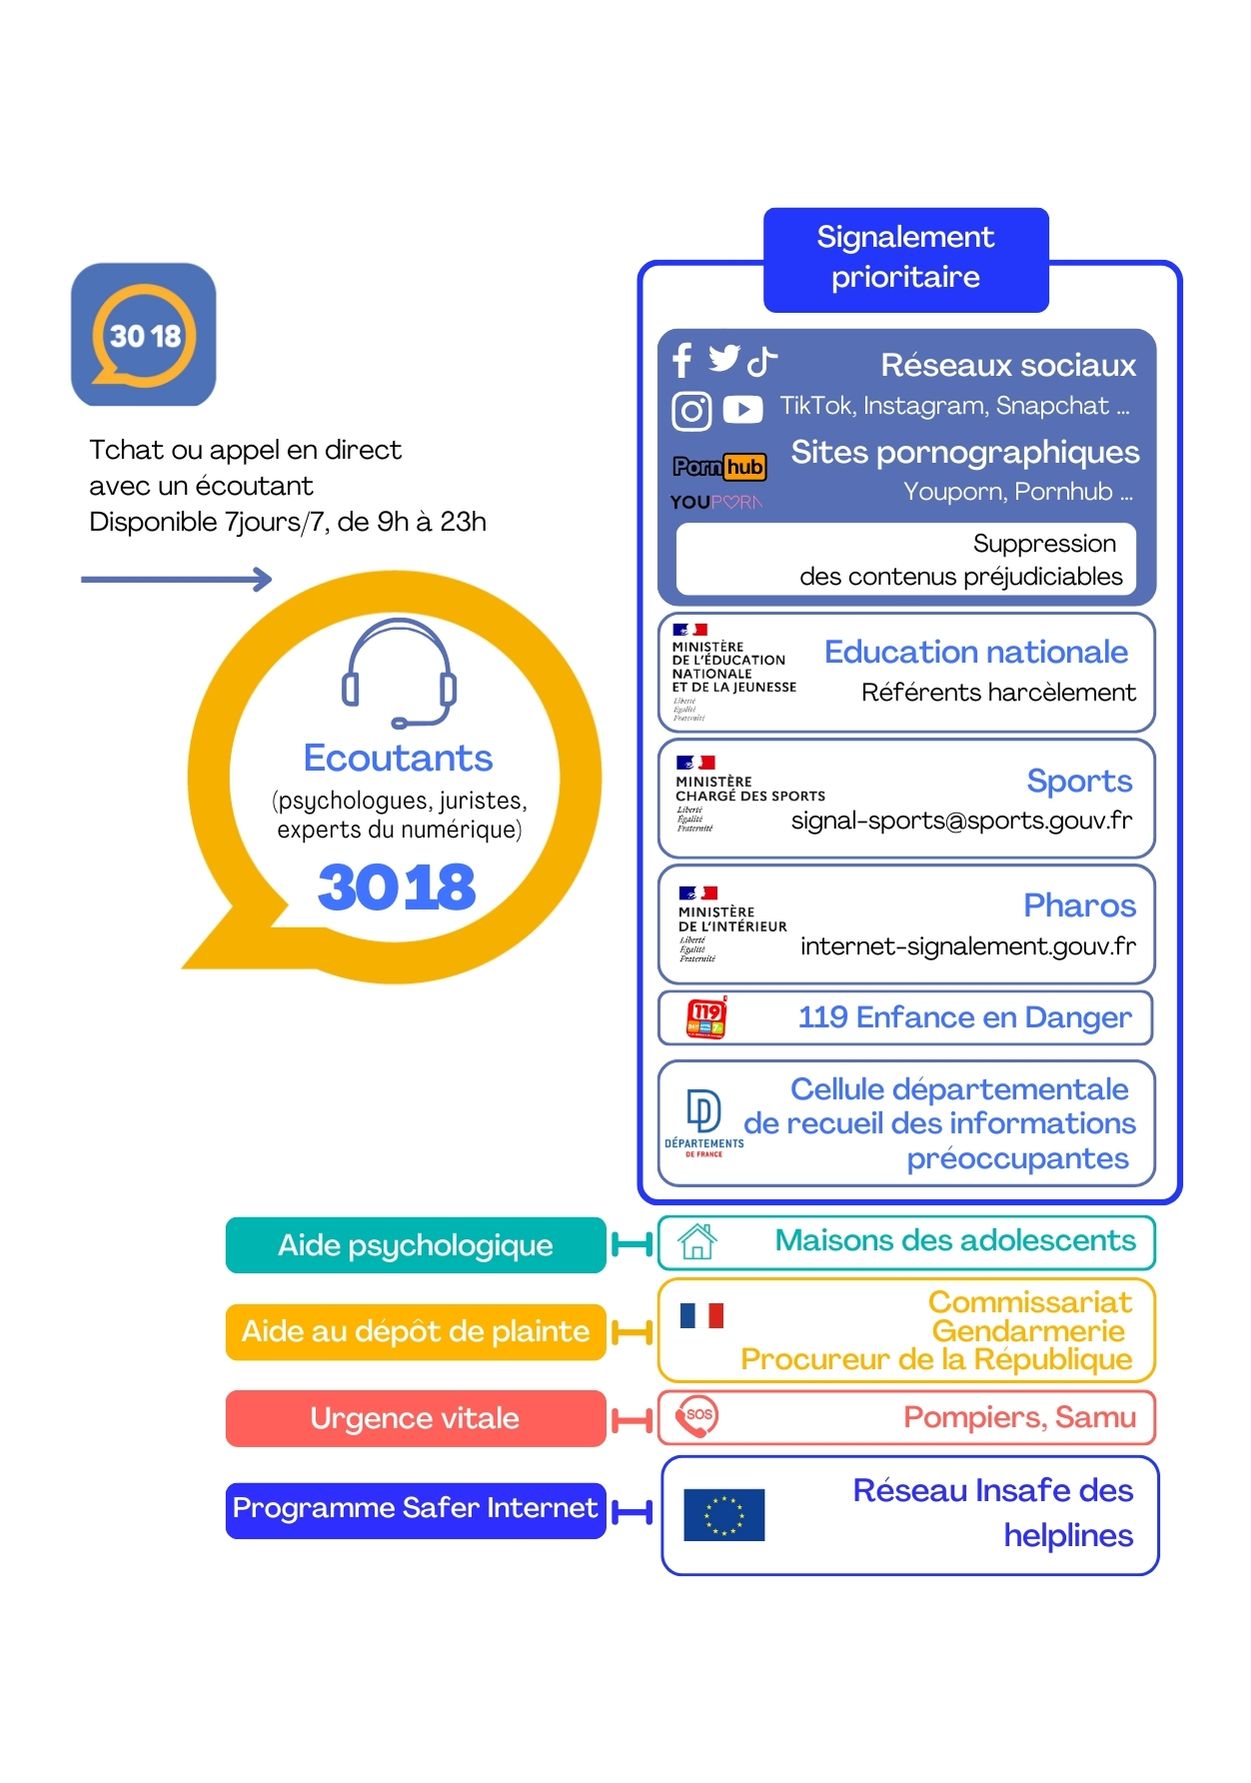 30 18
Tchat ou appel en direct
avec un écoutant
Disponible 7jours/7, de 9h à 23h
Ecoutants
(psychologues, juristes,
experts du numérique)
30 18
Signalement
prioritaire
Réseaux sociaux
TikTok, Instagram, Snapchat ...
Porn hub
Sites pornographiques
YOUPORN
Youporn, Pornhub ...
Suppression
des contenus préjudiciables
MINISTÈRE
DE L'ÉDUCATION
NATIONALE
ET DE LA JEUNESSE
Liberté
Égalité
Fraternité
Education nationale
Référents harcèlement
MINISTÈRE
CHARGÉ DES SPORTS
Liberté
Égalité
Fraternité
Sports
signal-sports@sports.gouv.fr
MINISTÈRE
DE L'INTÉRIEUR
Liberté
Égalité
Fraternité
Pharos
internet-signalement.gouv.fr
119
119 Enfance en Danger
DÉPARTEMENTS
DE FRANCE
Cellule départementale
de recueil des informations
préoccupantes
Aide psychologique
Maisons des adolescents
Aide au dépôt de plainte
Commissariat
Gendarmerie
Procureur de la République
Urgence vitale
SOS
Pompiers, Samu
Programme Safer Internet
Réseau Insafe des
helplines